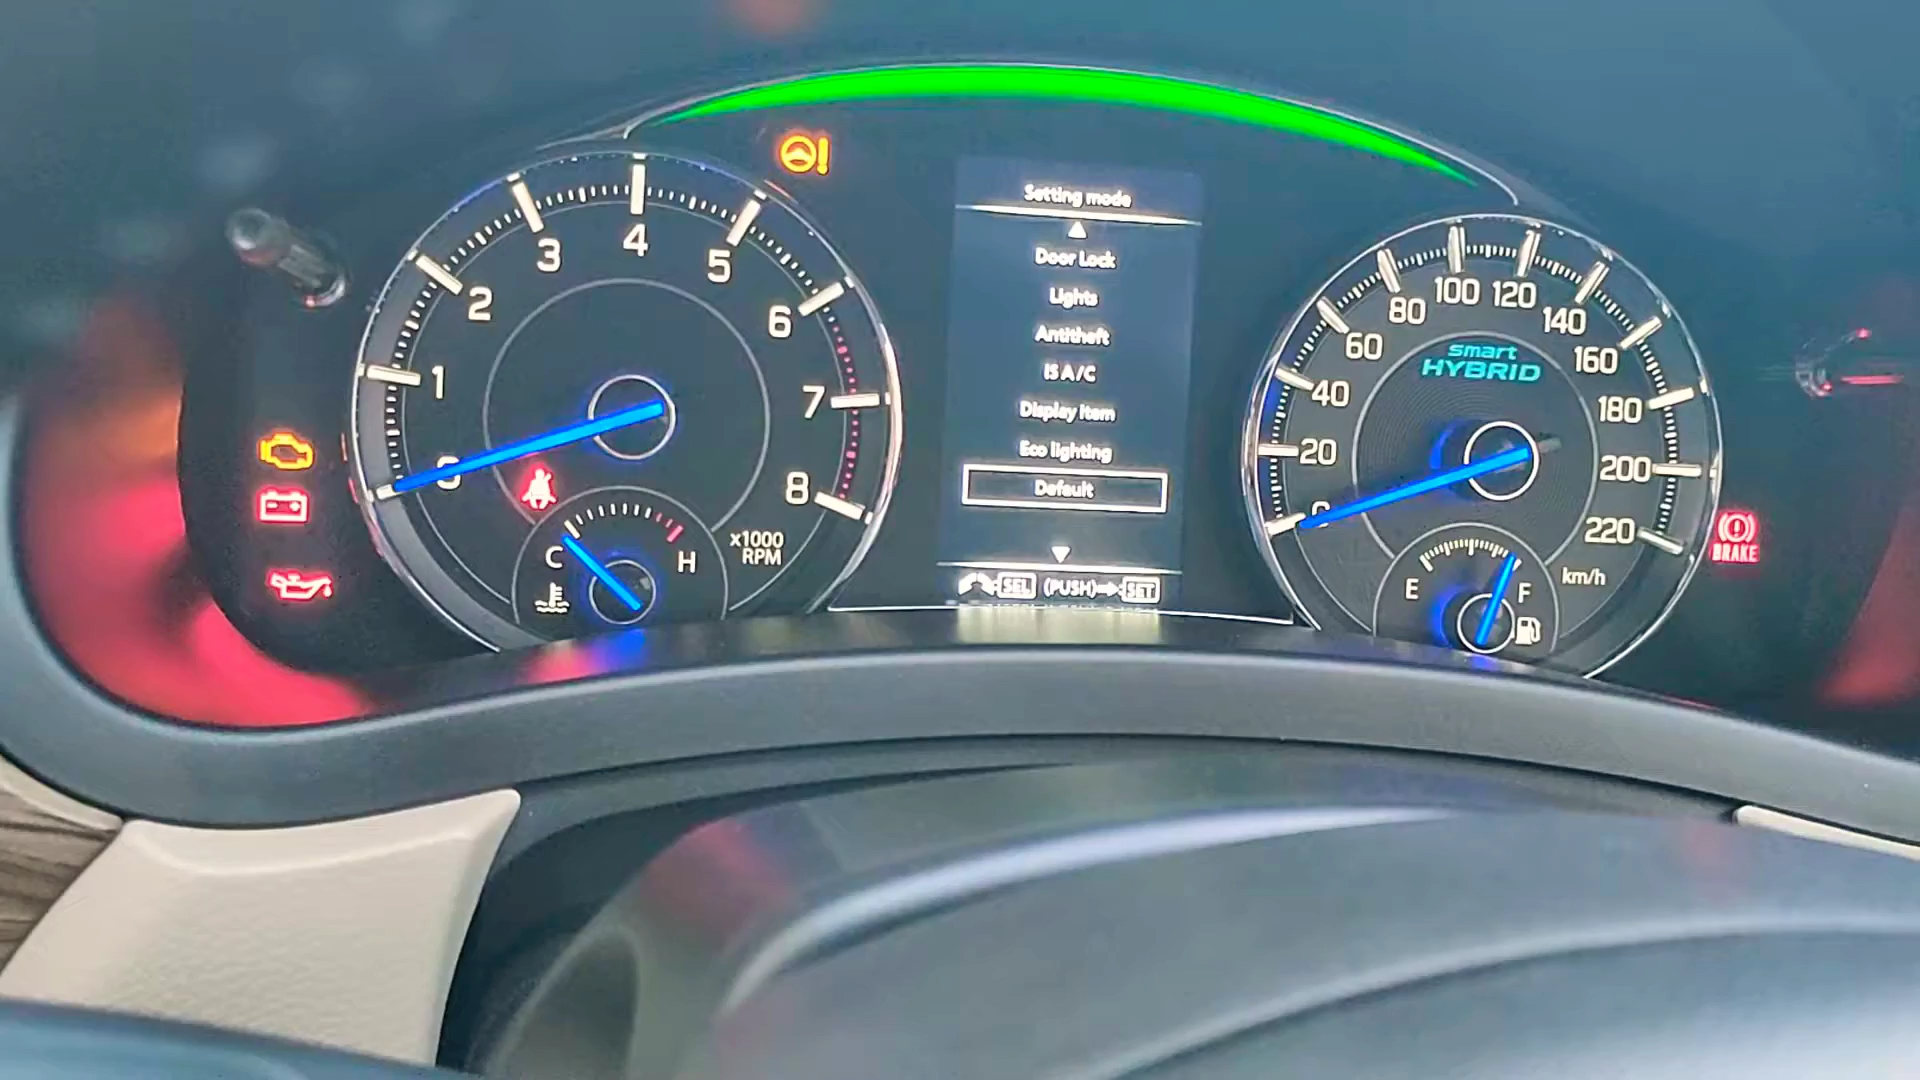 Setting mode
Door Lock
Lights
Antitheft
IS A/C
Display item
Eco lighting
Default
SEL (PUSH) SET
0
1
2
3
4
5
6
7
8
x1000
RPM
C
H
smart
HYBRID
0
20
40
60
80
100
120
140
160
180
200
220
km/h
E
F
BRAKE